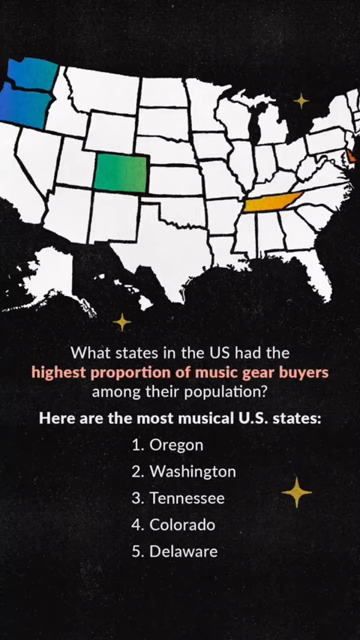 What states in the US had the
highest proportion of music gear buyers
among their population?
Here are the most musical U.S. states:
1. Oregon
2. Washington
3. Tennessee
4. Colorado
5. Delaware